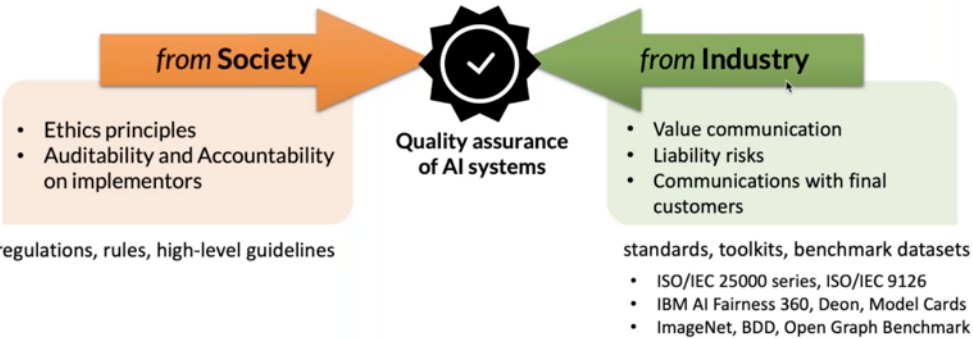 from Society
• Ethics principles
• Auditability and Accountability
on implementors
regulations, rules, high-level guidelines
Quality assurance
of AI systems
from Industry
• Value communication
• Liability risks
• Communications with final
customers
standards, toolkits, benchmark datasets
• ISO/IEC 25000 series, ISO/IEC 9126
• IBM AI Fairness 360, Deon, Model Cards
• ImageNet, BDD, Open Graph Benchmark